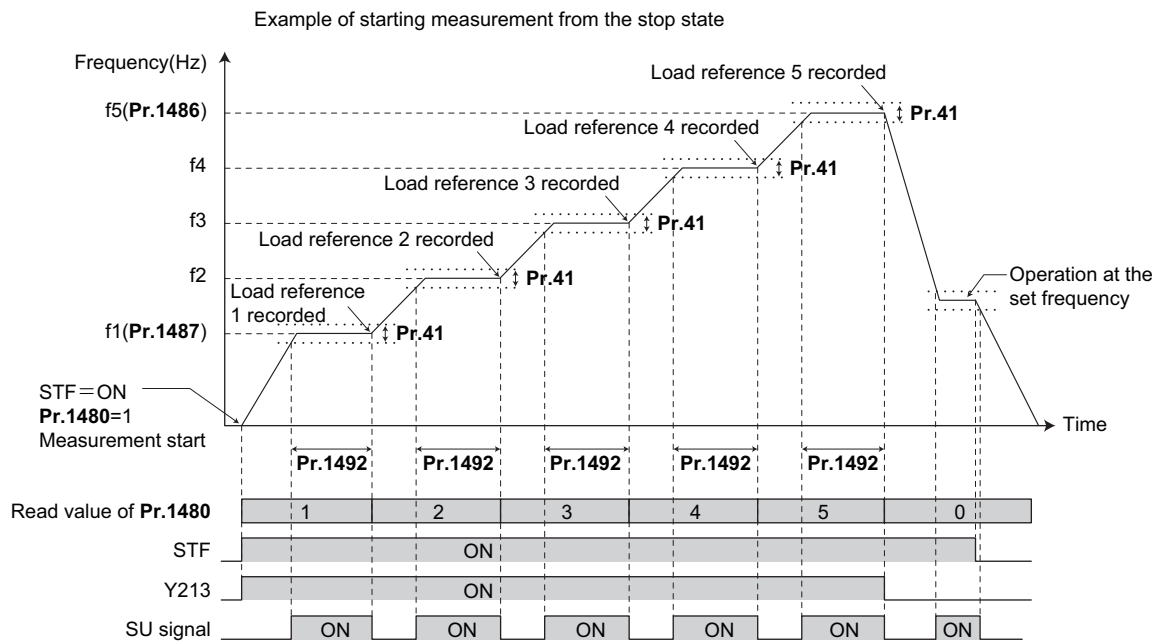 Example of starting measurement from the stop state
Frequency(Hz)
Load reference 5 recorded
f5(Pr.1486)
Pr.41
Load reference 4 recorded
f4
Pr.41
Load reference 3 recorded
f3
Pr.41
Load reference 2 recorded
f2
Pr.41
Operation at the
set frequency
Load reference
1 recorded
f1(Pr.1487)
Pr.41
STF=ON
Pr.1480=1
Measurement start
Time
Pr.1492 Pr.1492 Pr.1492 Pr.1492 Pr.1492
Read value of Pr.1480 1 2 3 4 5 0
STF ON
Y213 ON
SU signal ON ON ON ON ON ON